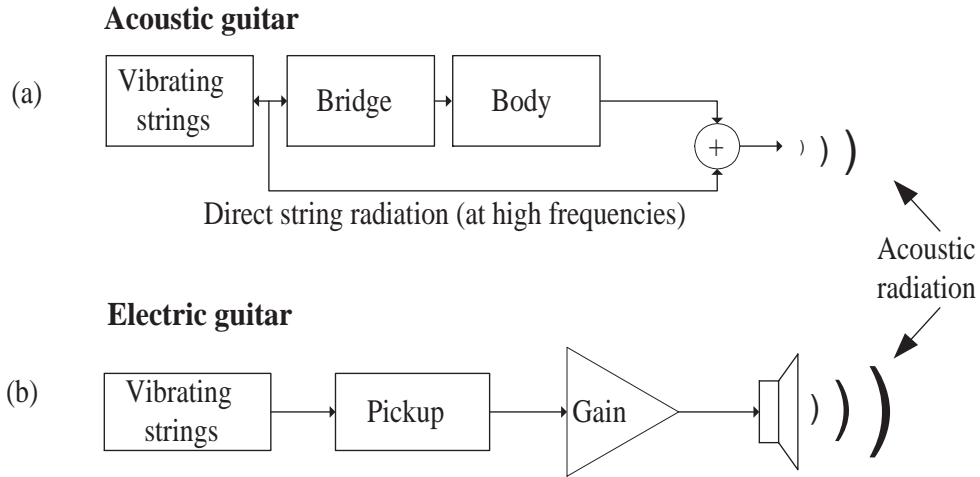 Acoustic guitar
(a)
Vibrating
strings
Bridge
Body
+
Direct string radiation (at high frequencies)
Acoustic
radiation
Electric guitar
(b)
Vibrating
strings
Pickup
Gain